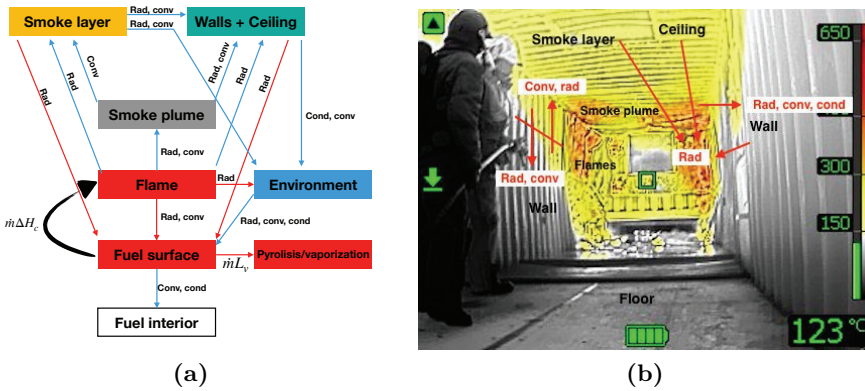 Rad, conv
Smoke layer
Rad, conv
Walls + Ceiling
Conv
Rad
Rad
Rad, conv
Rad
Rad
Smoke plume
Cond, conv
Rad, conv
Flame
Rad
Environment
ṁΔH_c
Rad, conv
Rad, conv, cond
Fuel surface
Pyrolisis/vaporization
ṁL_v
Conv, cond
Fuel interior
(a)
650
Smoke layer
Ceiling
Conv, rad
Smoke plume
Rad, conv, cond
Wall
Flames
Rad
300
Rad, conv
Wall
150
Floor
123 °C
(b)